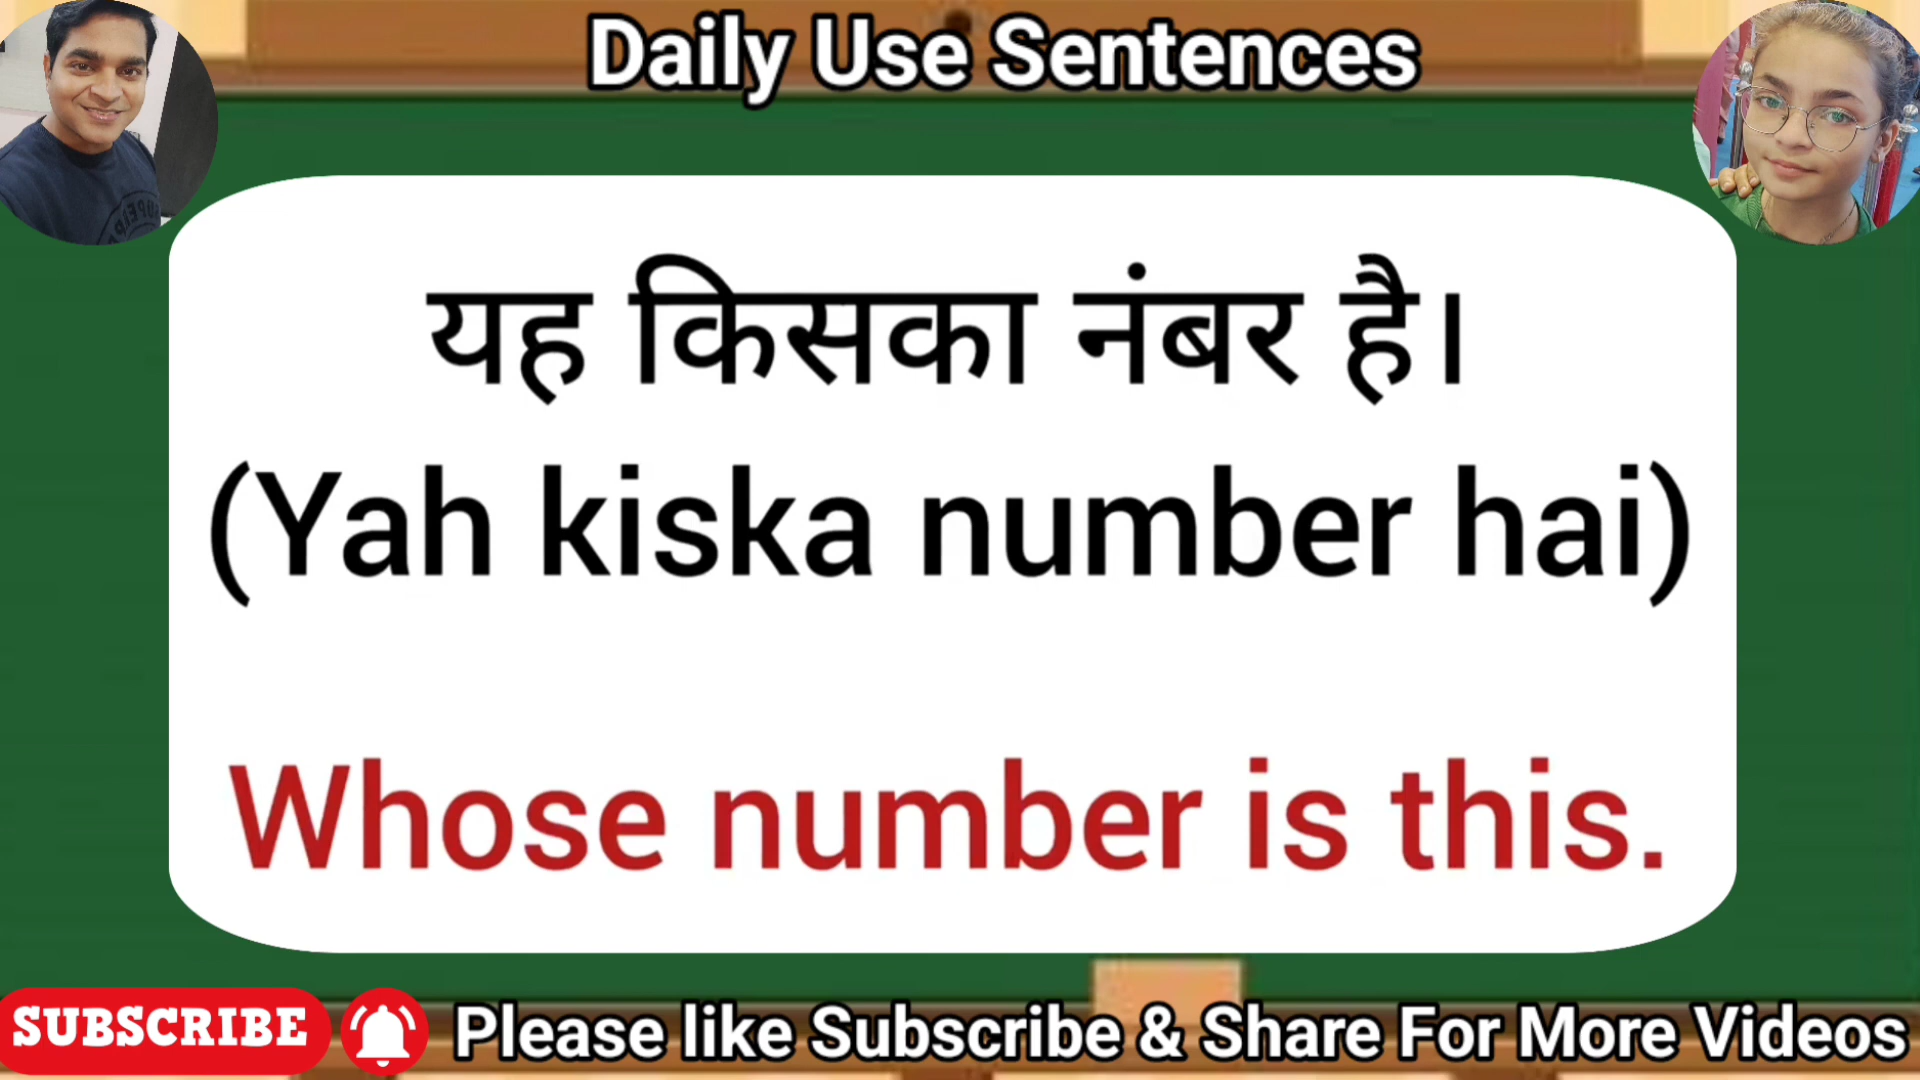 Daily Use Sentences
यह किसका नंबर है।
(Yah kiska number hai)
Whose number is this.
SUBSCRIBE
Please like Subscribe & Share For More Videos